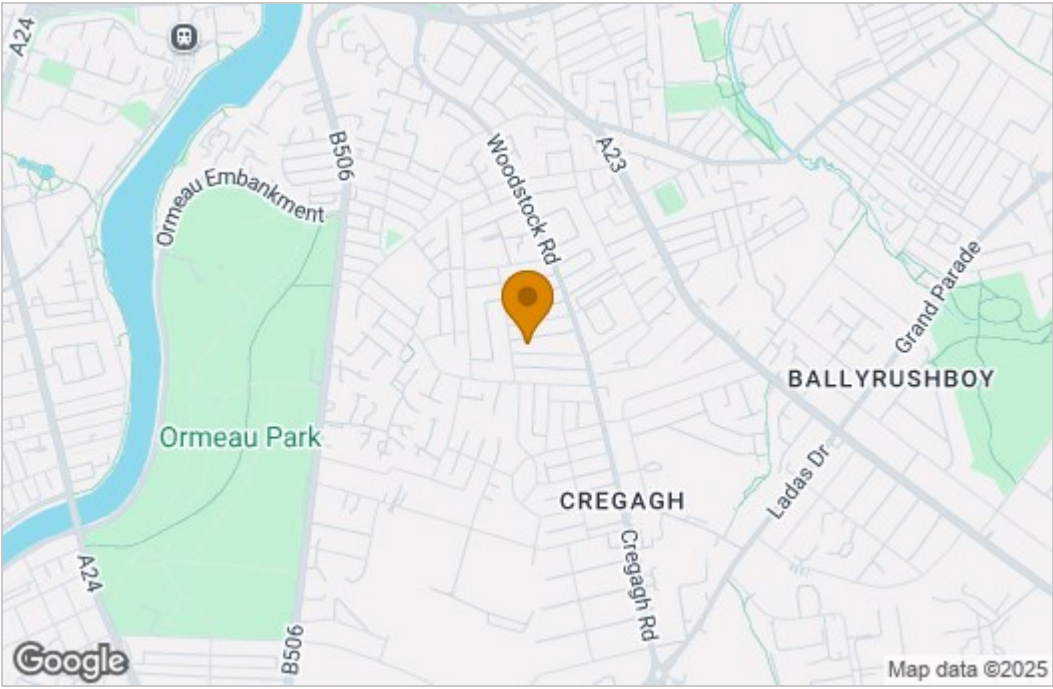 A24
B506
Woodstock Rd
A23
Ormeau Embankment
Grand Parade
BALLYRUSHBOY
Ormeau Park
Ladas Dr
CREGAGH
Cregagh Rd
A24
B506
Google
Map data ©2025